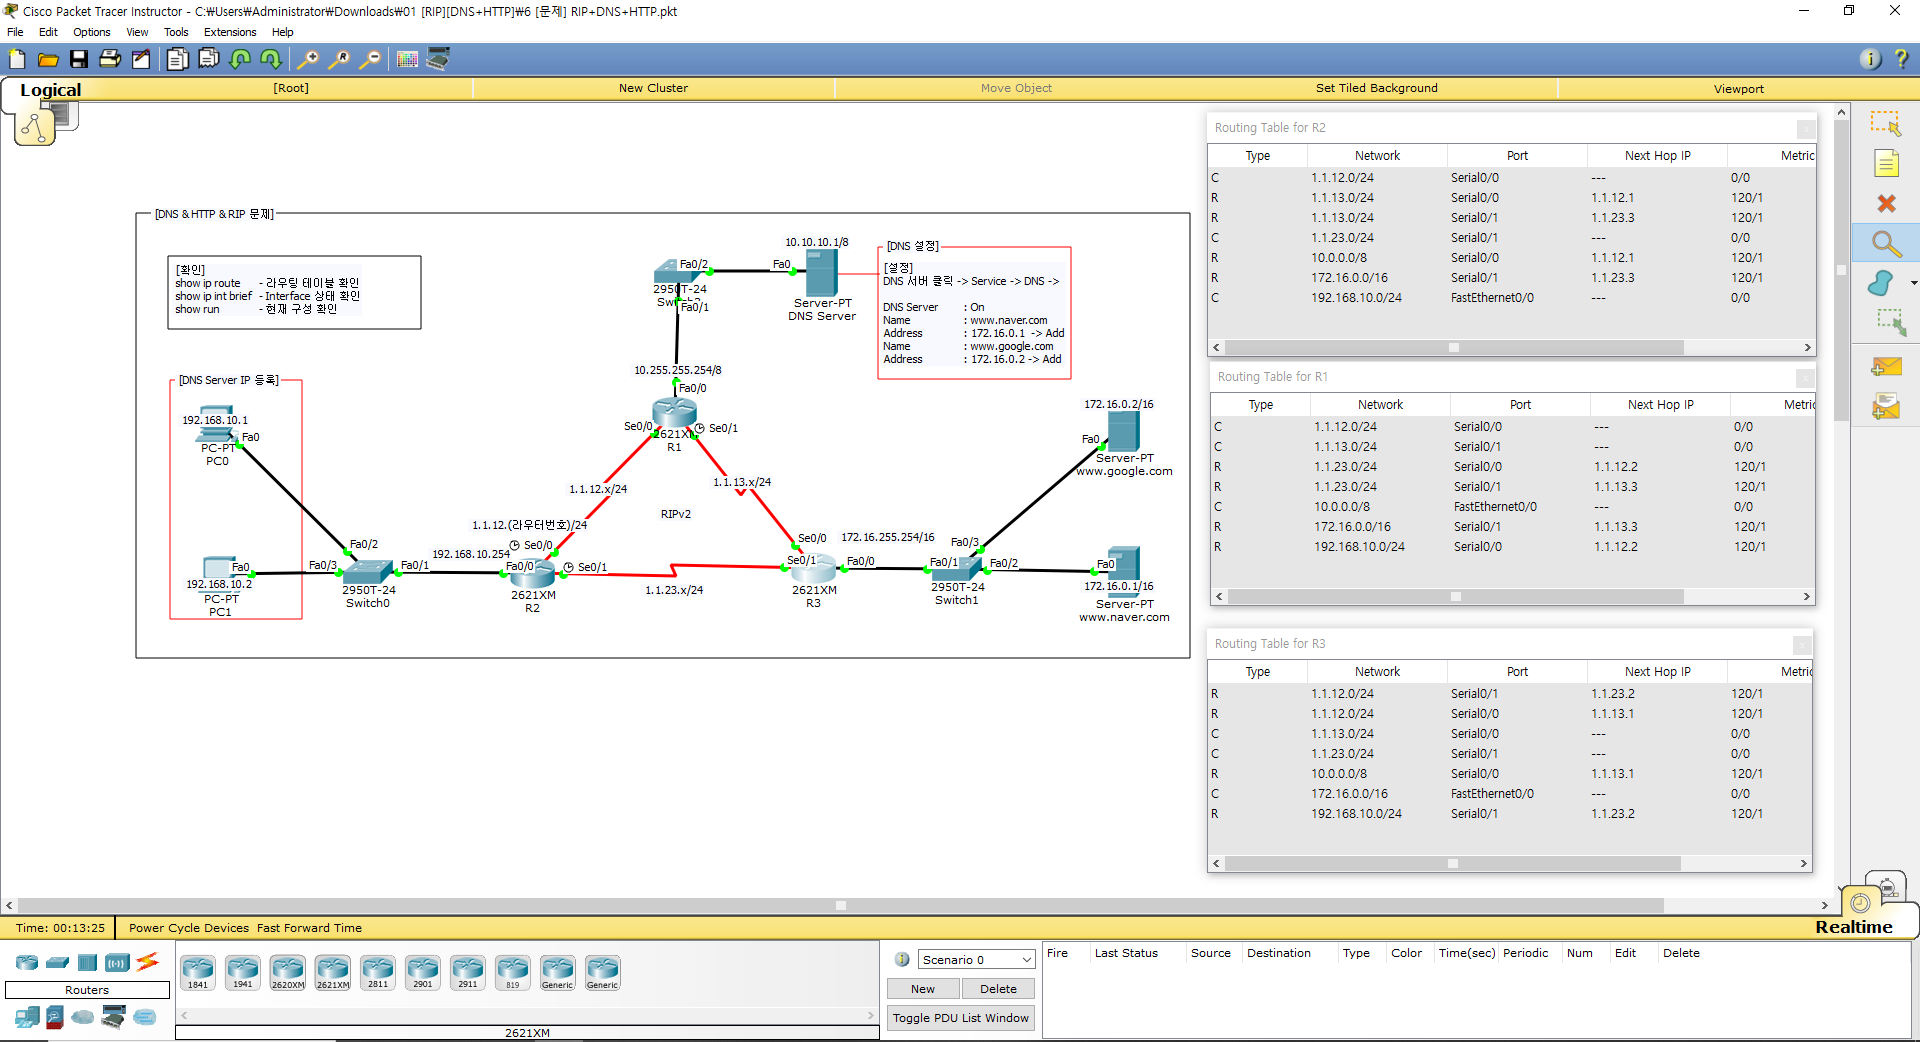 Cisco Packet Tracer Instructor - C:₩Users₩Administrator₩Downloads₩01 [RIP][DNS+HTTP]₩6 [문제] RIP+DNS+HTTP.pkt
File Edit Options View Tools Extensions Help
Logical [Root] New Cluster Move Object Set Tiled Background Viewport
[DNS & HTTP & RIP 문제]
[확인]
show ip route - 라우팅 테이블 확인
show ip int brief - Interface 상태 확인
show run - 현재 구성 확인
10.10.10.1/8
Fa0/2
Fa0
2950T-24
Fa0/1
Server-PT
DNS Server
[DNS 설정]
[설정]
DNS 서버 클릭 -> Service -> DNS ->
DNS Server : On
Name : www.naver.com
Address : 172.16.0.1 -> Add
Name : www.google.com
Address : 172.16.0.2 -> Add
10.255.255.254/8
Fa0/0
Se0/0
Se0/1
2621XM
R1
[DNS Server IP 등록]
192.168.10.1
Fa0
PC-PT
PC0
Fa0
192.168.10.2
PC-PT
PC1
Fa0/2
Fa0/3
Fa0/1
2950T-24
Switch0
1.1.12.x/24
1.1.13.x/24
RIPv2
1.1.12.(라우터번호)/24
192.168.10.254
Se0/0
Fa0/0
Se0/1
2621XM
R2
1.1.23.x/24
Se0/0
Se0/1
172.16.255.254/16
Fa0/0
2621XM
R3
Fa0/3
Fa0/1
Fa0/2
2950T-24
Switch1
172.16.0.2/16
Fa0
Server-PT
www.google.com
Fa0
172.16.0.1/16
Server-PT
www.naver.com
Routing Table for R2
Type Network Port Next Hop IP Metric
C 1.1.12.0/24 Serial0/0 --- 0/0
R 1.1.13.0/24 Serial0/0 1.1.12.1 120/1
R 1.1.13.0/24 Serial0/1 1.1.23.3 120/1
C 1.1.23.0/24 Serial0/1 --- 0/0
R 10.0.0.0/8 Serial0/0 1.1.12.1 120/1
R 172.16.0.0/16 Serial0/1 1.1.23.3 120/1
C 192.168.10.0/24 FastEthernet0/0 --- 0/0
Routing Table for R1
Type Network Port Next Hop IP Metric
C 1.1.12.0/24 Serial0/0 --- 0/0
C 1.1.13.0/24 Serial0/1 --- 0/0
R 1.1.23.0/24 Serial0/0 1.1.12.2 120/1
R 1.1.23.0/24 Serial0/1 1.1.13.3 120/1
C 10.0.0.0/8 FastEthernet0/0 --- 0/0
R 172.16.0.0/16 Serial0/1 1.1.13.3 120/1
R 192.168.10.0/24 Serial0/0 1.1.12.2 120/1
Routing Table for R3
Type Network Port Next Hop IP Metric
R 1.1.12.0/24 Serial0/1 1.1.23.2 120/1
R 1.1.12.0/24 Serial0/0 1.1.13.1 120/1
C 1.1.13.0/24 Serial0/0 --- 0/0
C 1.1.23.0/24 Serial0/1 --- 0/0
R 10.0.0.0/8 Serial0/0 1.1.13.1 120/1
C 172.16.0.0/16 FastEthernet0/0 --- 0/0
R 192.168.10.0/24 Serial0/1 1.1.23.2 120/1
Time: 00:13:25 Power Cycle Devices Fast Forward Time
Realtime
Routers
1841 1941 2620XM 2621XM 2811 2901 2911 819 Generic Generic
2621XM
Scenario 0
New Delete
Toggle PDU List Window
Fire Last Status Source Destination Type Color Time(sec) Periodic Num Edit Delete